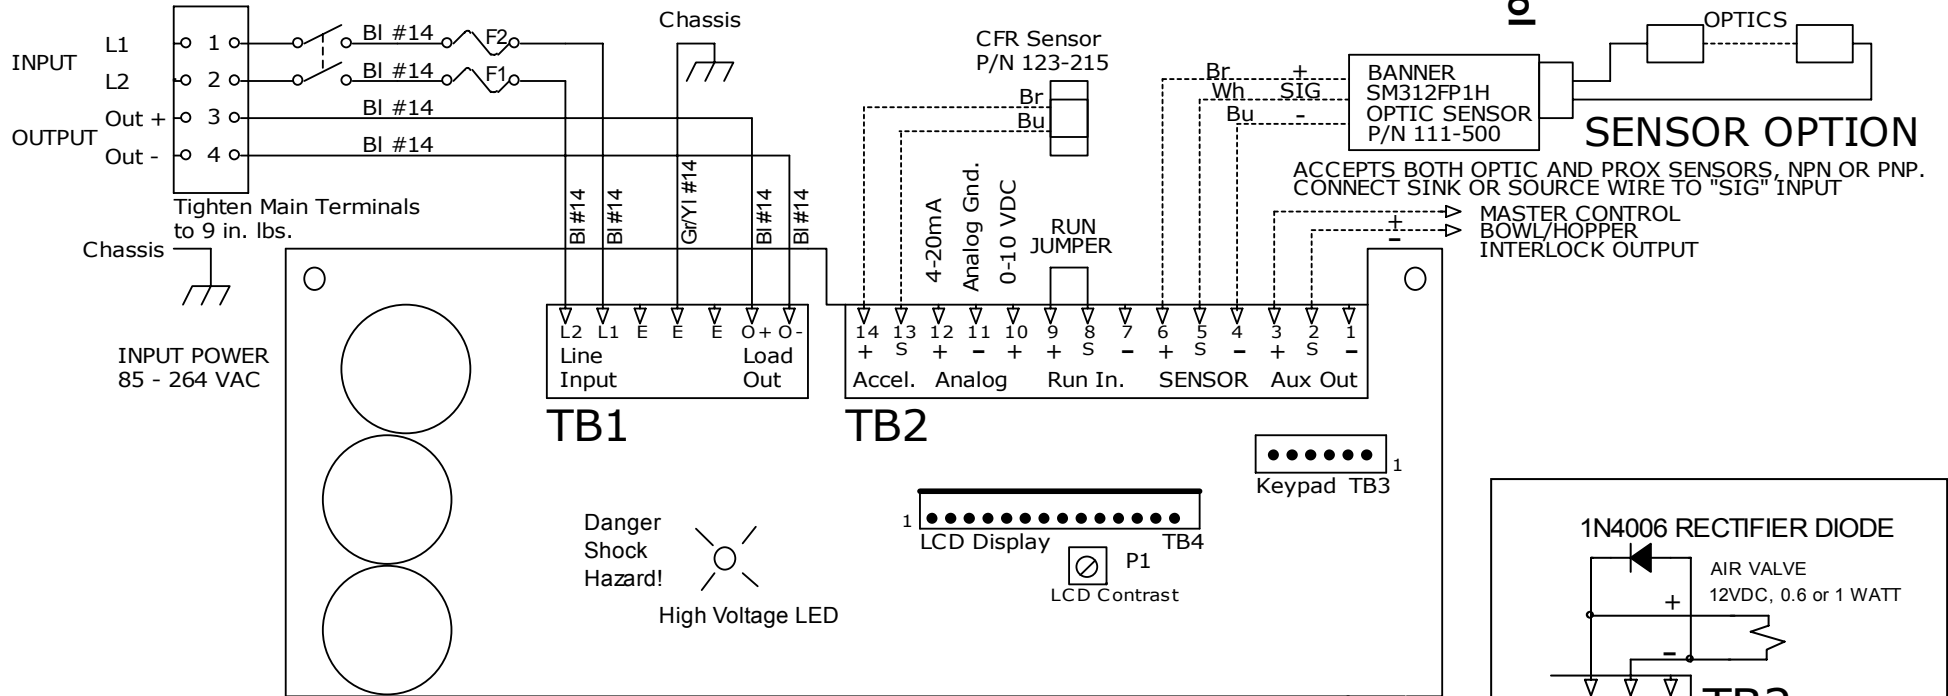 Chassis
OPTICS
INPUT
L1
1
Bl #14
F2
L2
2
Bl #14
F1
OUTPUT
Out +
3
Bl #14
Out -
4
Bl #14
Tighten Main Terminals
to 9 in. lbs.
Chassis
CFR Sensor
P/N 123-215
Br
Bu
Br +
Wh SIG
Bu -
BANNER
SM312FP1H
OPTIC SENSOR
P/N 111-500
SENSOR OPTION
ACCEPTS BOTH OPTIC AND PROX SENSORS, NPN OR PNP.
CONNECT SINK OR SOURCE WIRE TO "SIG" INPUT
+
-
MASTER CONTROL
BOWL/HOPPER
INTERLOCK OUTPUT
Bl #14
Bl #14
Gr/Yl #14
Bl #14
Bl #14
4-20mA
Analog Gnd.
0-10 VDC
RUN
JUMPER
INPUT POWER
85 - 264 VAC
L2 L1 E E E O+ O-
Line Load
Input Out
TB1
14 13 12 11 10 9 8 7 6 5 4 3 2 1
+ S + - + + S - + S - + S -
Accel. Analog Run In. SENSOR Aux Out
TB2
1
Keypad TB3
1
LCD Display TB4
P1
LCD Contrast
Danger
Shock
Hazard!
High Voltage LED
1N4006 RECTIFIER DIODE
AIR VALVE
12VDC, 0.6 or 1 WATT
+
-